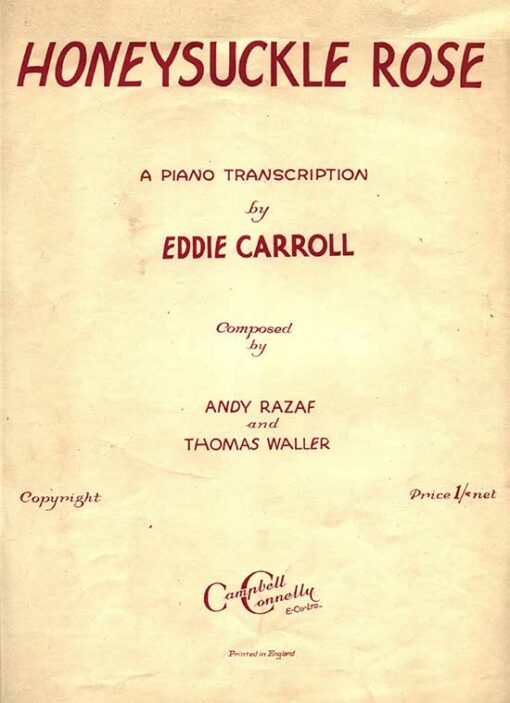 HONEYSUCKLE ROSE
A PIANO TRANSCRIPTION
by
EDDIE CARROLL
Composed
by
ANDY RAZAF
and
THOMAS WALLER
Copyright
Price 1/- net
Campbell
Connelly
& Co. Ltd.
Printed in England